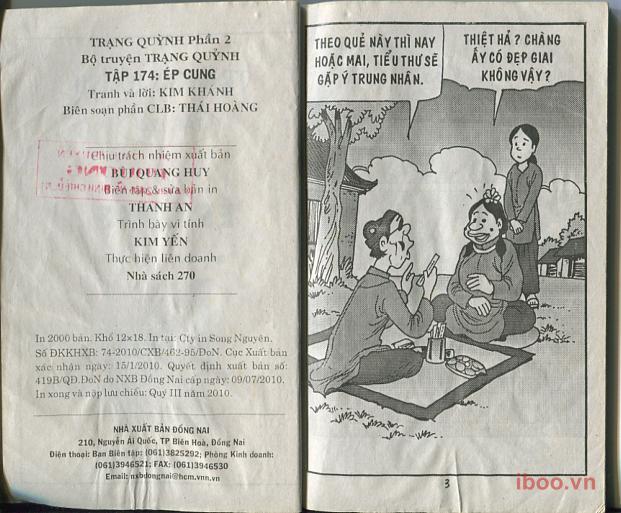 TRẠNG QUỲNH Phần 2
Bộ truyện TRẠNG QUỲNH
TẬP 174: ÉP CUNG
Tranh và lời: KIM KHÁNH
Biên soạn phần CLB: THÁI HOÀNG
Chịu trách nhiệm xuất bản
BÙI QUANG HUY
Biên tập & sửa bản in
THANH AN
Trình bày vi tính
KIM YẾN
Thực hiện liên doanh
Nhà sách 270
In 2000 bản. Khổ 12×18. In tại: Cty in Song Nguyên.
Số ĐKKHXB: 74-2010/CXB/462-95/ĐoN. Cục Xuất bản
xác nhận ngày: 15/1/2010. Quyết định xuất bản số:
419B/QĐ.ĐoN do NXB Đồng Nai cấp ngày: 09/07/2010.
In xong và nộp lưu chiểu: Quý III năm 2010.
NHÀ XUẤT BẢN ĐỒNG NAI
210, Nguyễn Ái Quốc, TP Biên Hoà, Đồng Nai
Điện thoại: Ban Biên tập: (061)3825292; Phòng Kinh doanh:
(061)3946521; FAX: (061)3946530
Email: nxbdongnai@hcm.vnn.vn
THEO QUẺ NÀY THÌ NAY
HOẶC MAI, TIỂU THƯ SẼ
GẶP Ý TRUNG NHÂN.
THIỆT HẢ? CHÀNG
ẤY CÓ ĐẸP GIAI
KHÔNG VẬY?
3
iboo.vn